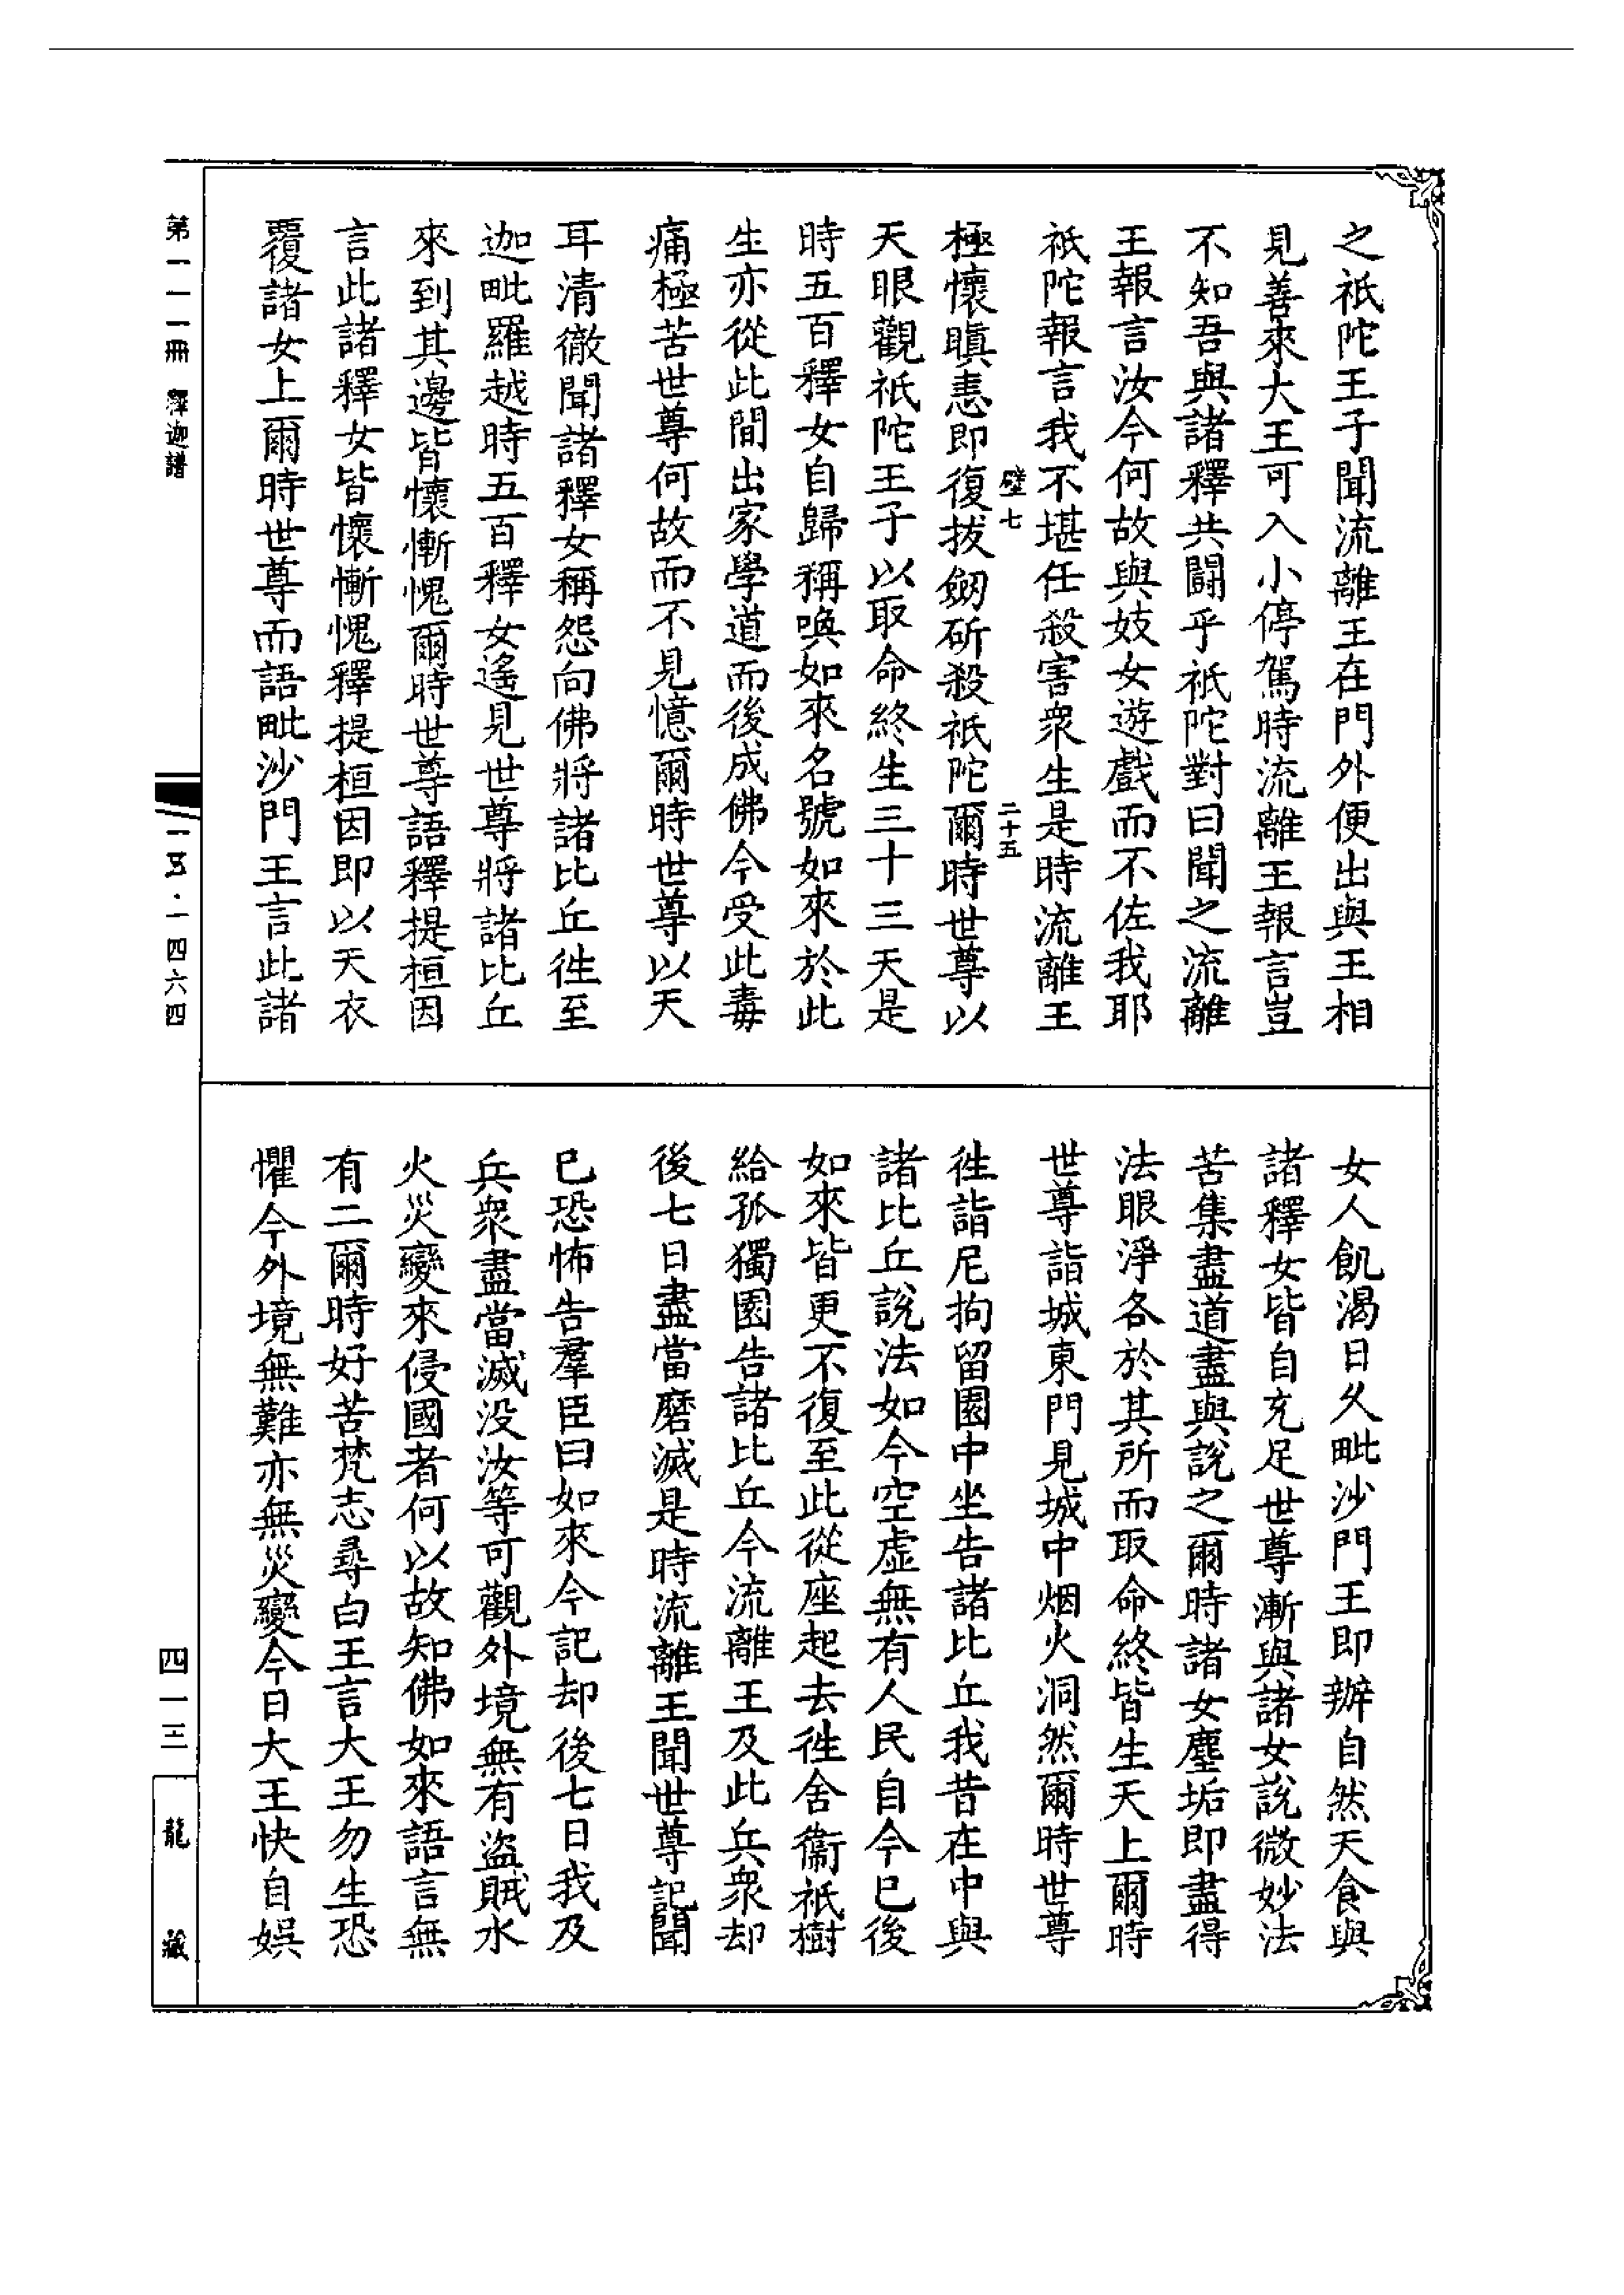 之祇陀王子聞流離王在門外便出與王相
見善來大王可入小停駕時流離王報言豈
不知吾與諸釋共鬪乎祇陀對曰聞之流離
王報言汝今何故與妓女遊戲而不佐我耶
祇陀報言我不堪任殺害衆生是時流離王
壁七 二十五
極懷瞋恚即復拔劒斫殺祇陀爾時世尊以
天眼觀祇陀王子以取命終生三十三天是
時五百釋女自歸稱喚如來名號如來於此
生亦從此間出家學道而後成佛今受此毒
痛極苦世尊何故而不見憶爾時世尊以天
耳清徹聞諸釋女稱怨向佛將諸比丘徃至
迦毗羅越時五百釋女遙見世尊將諸比丘
來到其邊皆懷慚愧爾時世尊語釋提桓因
言此諸釋女皆懷慚愧釋提桓因即以天衣
覆諸女上爾時世尊而語毗沙門王言此諸
女人飢渴日久毗沙門王即辦自然天食與
諸釋女皆自充足世尊漸與諸女說微妙法
苦集盡道盡與說之爾時諸女塵垢即盡得
法眼淨各於其所而取命終皆生天上爾時
世尊詣城東門見城中烟火洞然爾時世尊
徃詣尼拘留園中坐告諸比丘我昔在中與
諸比丘說法如今空虛無有人民自今已後
如來皆更不復至此從座起去徃舍衞祇樹
給孤獨園告諸比丘今流離王及此兵衆却
後七日盡當磨滅是時流離王聞世尊記聞
已恐怖告羣臣曰如來今記却後七日我及
兵衆盡當滅没汝等可觀外境無有盜賊水
火災變來侵國者何以故知佛如來語言無
有二爾時好苦梵志尋白王言大王勿生恐
懼今外境無難亦無災變今日大王快自娛
第一一一冊 釋迦譜
一五·一四六四
四一三
龍藏